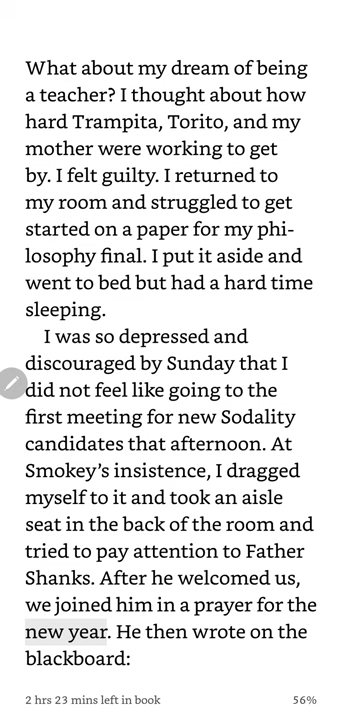 What about my dream of being
a teacher? I thought about how
hard Trampita, Torito, and my
mother were working to get
by. I felt guilty. I returned to
my room and struggled to get
started on a paper for my phi-
losophy final. I put it aside and
went to bed but had a hard time
sleeping.
I was so depressed and
discouraged by Sunday that I
did not feel like going to the
first meeting for new Sodality
candidates that afternoon. At
Smokey’s insistence, I dragged
myself to it and took an aisle
seat in the back of the room and
tried to pay attention to Father
Shanks. After he welcomed us,
we joined him in a prayer for the
new year. He then wrote on the
blackboard:
2 hrs 23 mins left in book 56%